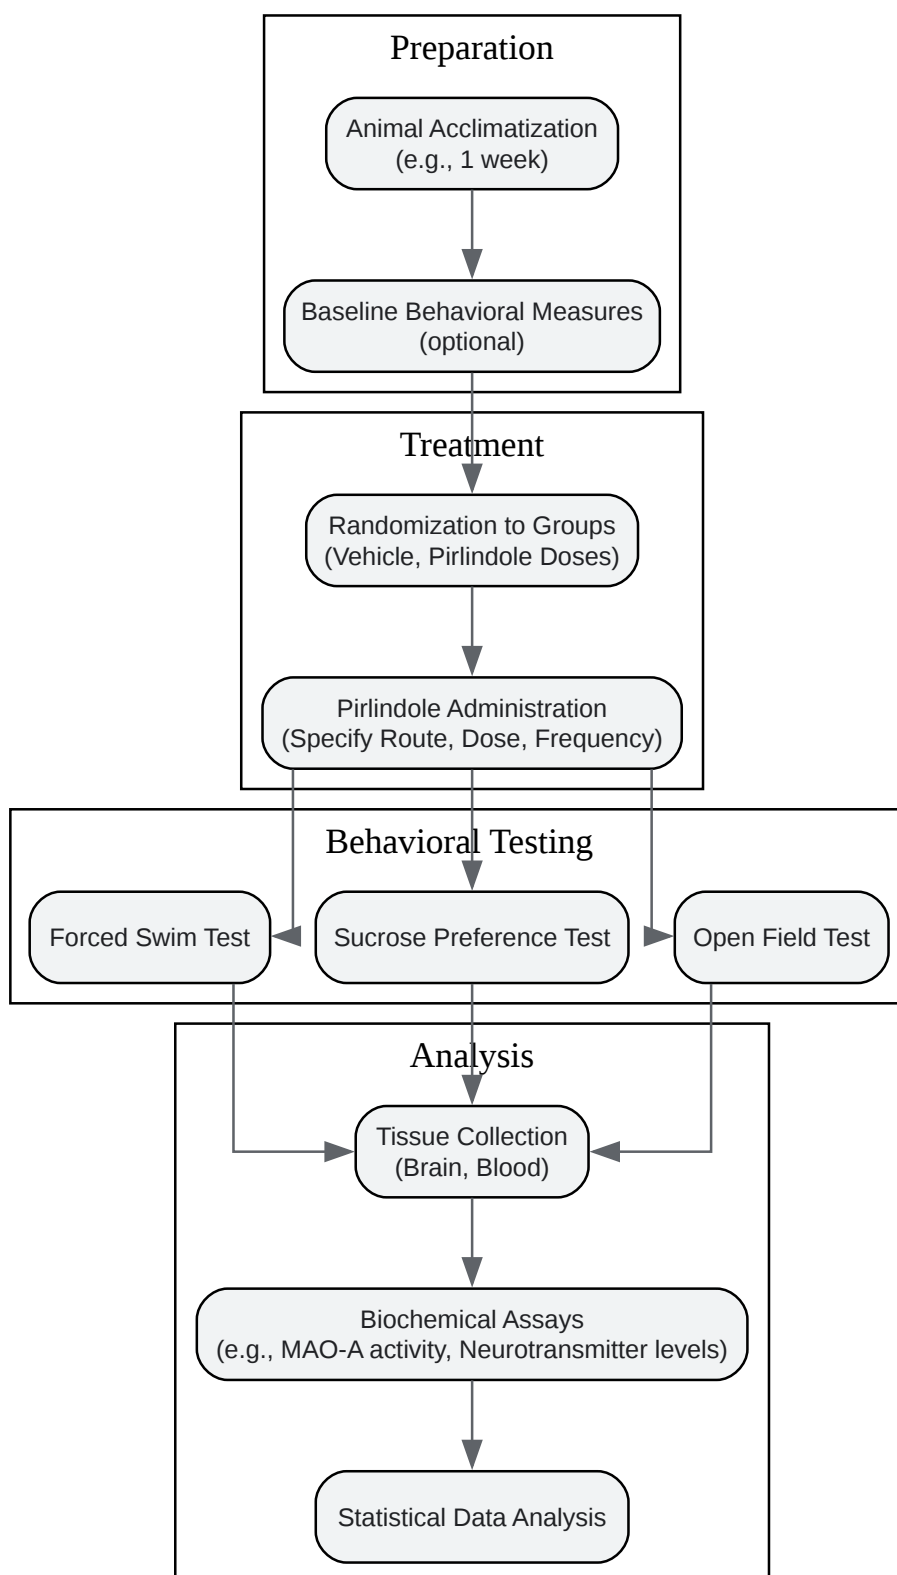 Preparation
Animal Acclimatization
(e.g., 1 week)
Baseline Behavioral Measures
(optional)
Treatment
Randomization to Groups
(Vehicle, Pirlindole Doses)
Pirlindole Administration
(Specify Route, Dose, Frequency)
Behavioral Testing
Forced Swim Test
Sucrose Preference Test
Open Field Test
Analysis
Tissue Collection
(Brain, Blood)
Biochemical Assays
(e.g., MAO-A activity, Neurotransmitter levels)
Statistical Data Analysis